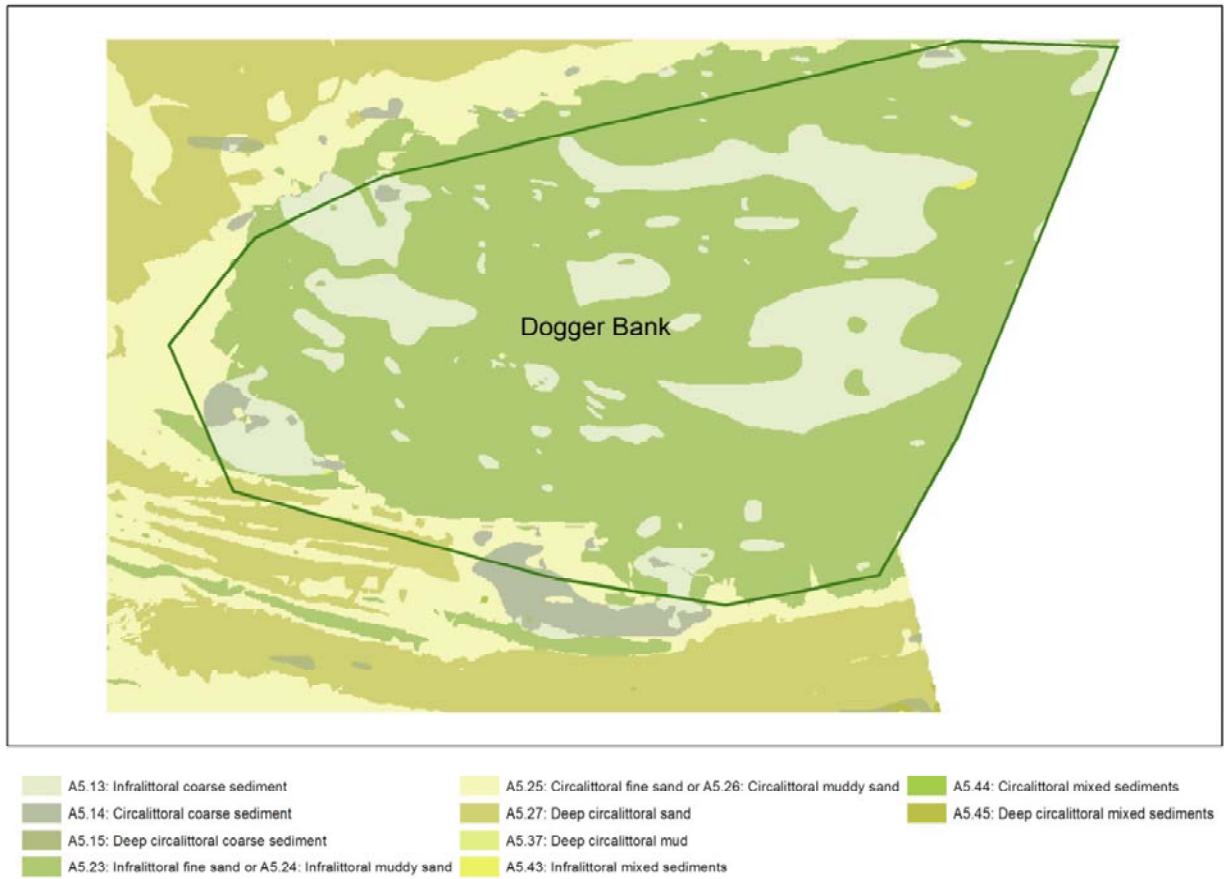 Dogger Bank
A5.13: Infralittoral coarse sediment
A5.14: Circalittoral coarse sediment
A5.15: Deep circalittoral coarse sediment
A5.23: Infralittoral fine sand or A5.24: Infralittoral muddy sand
A5.25: Circalittoral fine sand or A5.26: Circalittoral muddy sand
A5.27: Deep circalittoral sand
A5.37: Deep circalittoral mud
A5.43: Infralittoral mixed sediments
A5.44: Circalittoral mixed sediments
A5.45: Deep circalittoral mixed sediments